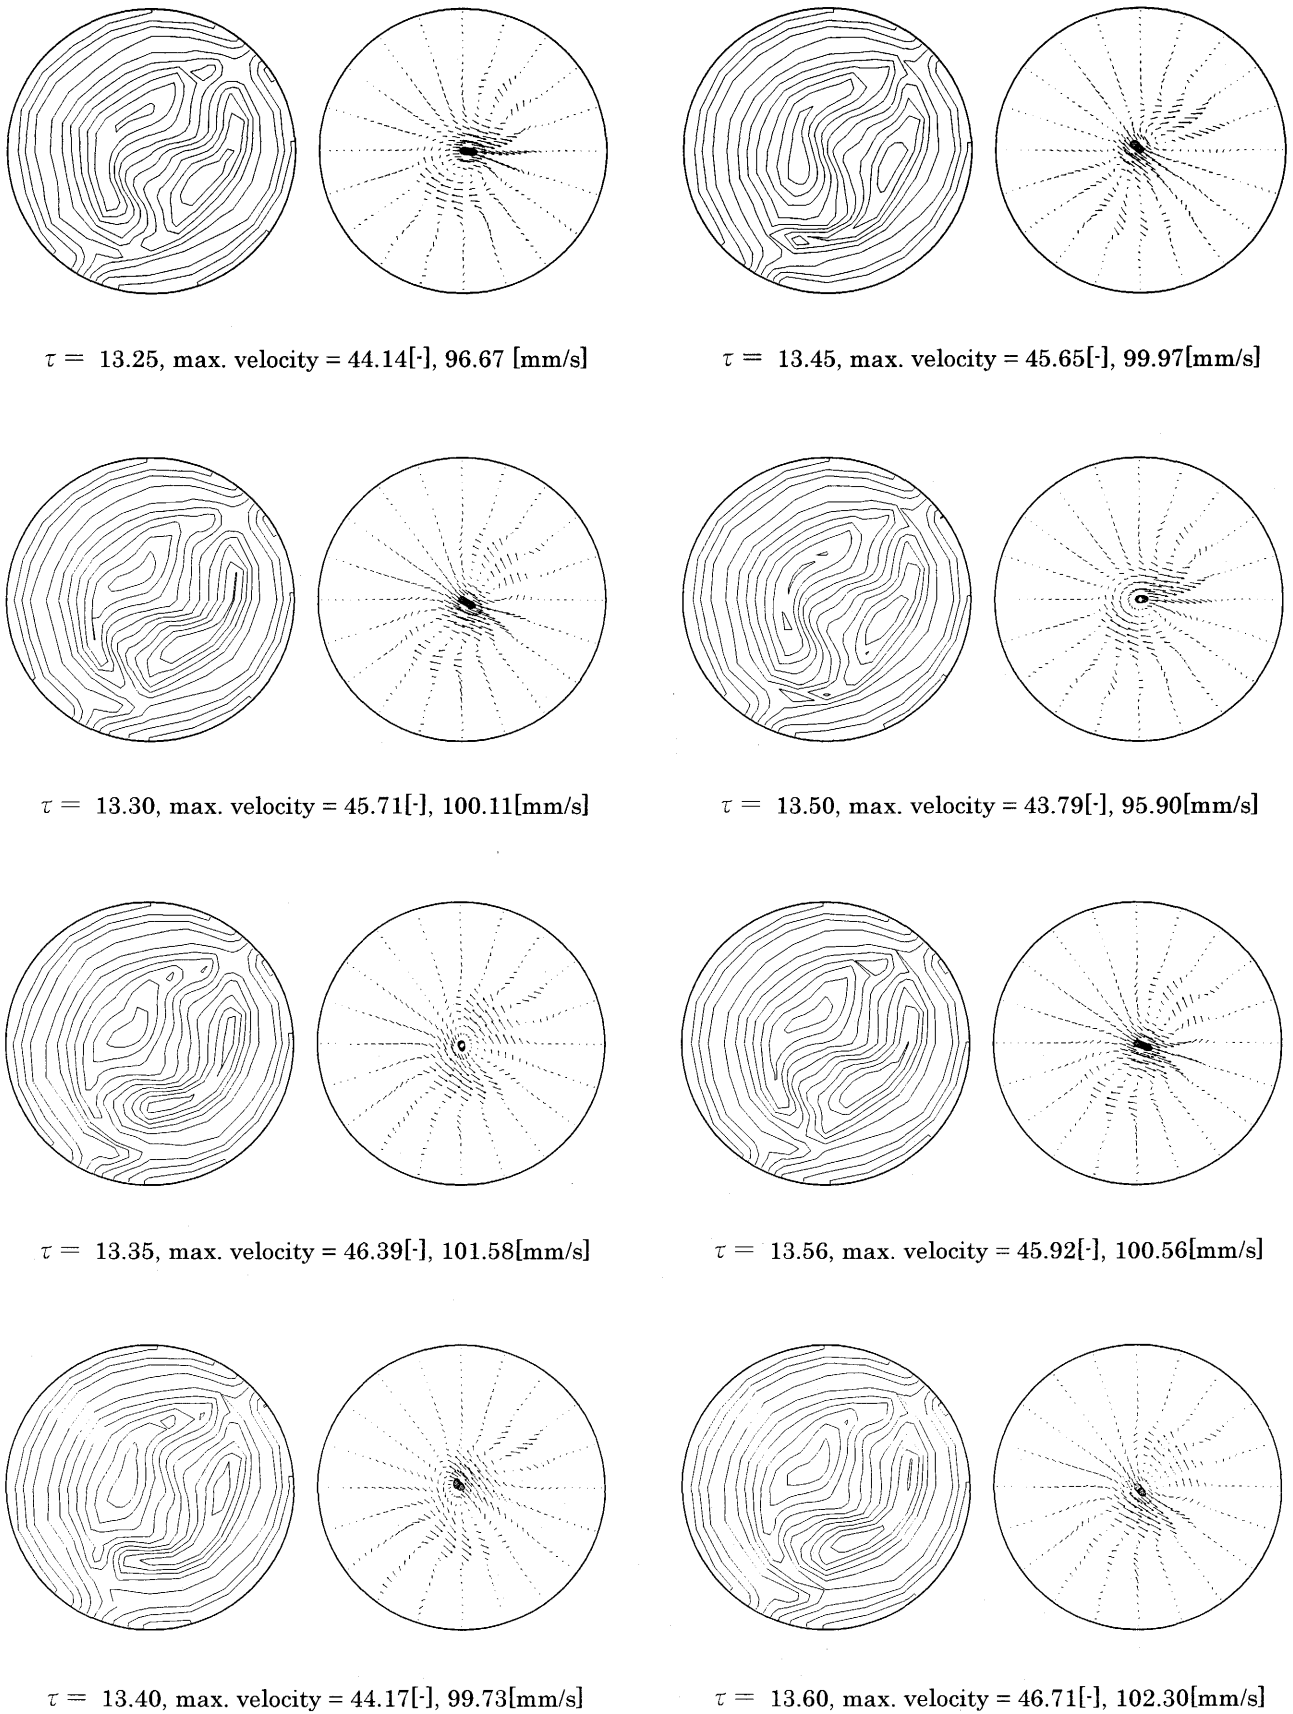 τ = 13.25, max. velocity = 44.14[-], 96.67 [mm/s]
τ = 13.45, max. velocity = 45.65[-], 99.97[mm/s]
τ = 13.30, max. velocity = 45.71[-], 100.11[mm/s]
τ = 13.50, max. velocity = 43.79[-], 95.90[mm/s]
τ = 13.35, max. velocity = 46.39[-], 101.58[mm/s]
τ = 13.56, max. velocity = 45.92[-], 100.56[mm/s]
τ = 13.40, max. velocity = 44.17[-], 99.73[mm/s]
τ = 13.60, max. velocity = 46.71[-], 102.30[mm/s]